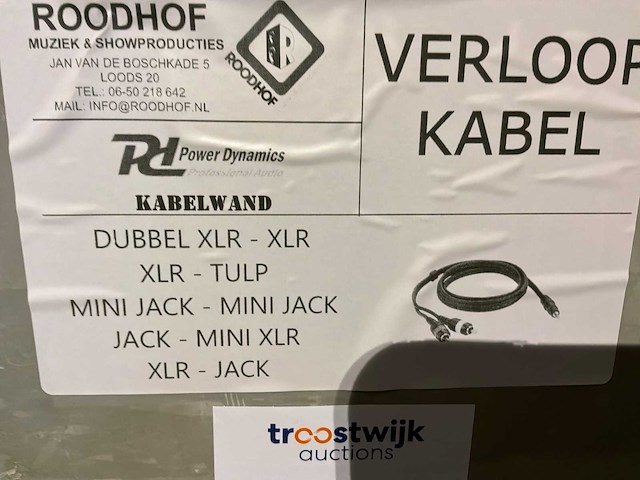 ROODHOF
MUZIEK & SHOWPRODUCTIES
JAN VAN DE BOSCHKADE 5
LOODS 20
TEL.: 06-50 218 642
MAIL: INFO@ROODHOF.NL
R
ROODHOF
VERLOOP
KABEL
Pd Power Dynamics
Professional Audio
KABELWAND
DUBBEL XLR - XLR
XLR - TULP
MINI JACK - MINI JACK
JACK - MINI XLR
XLR - JACK
troostwijk
auctions